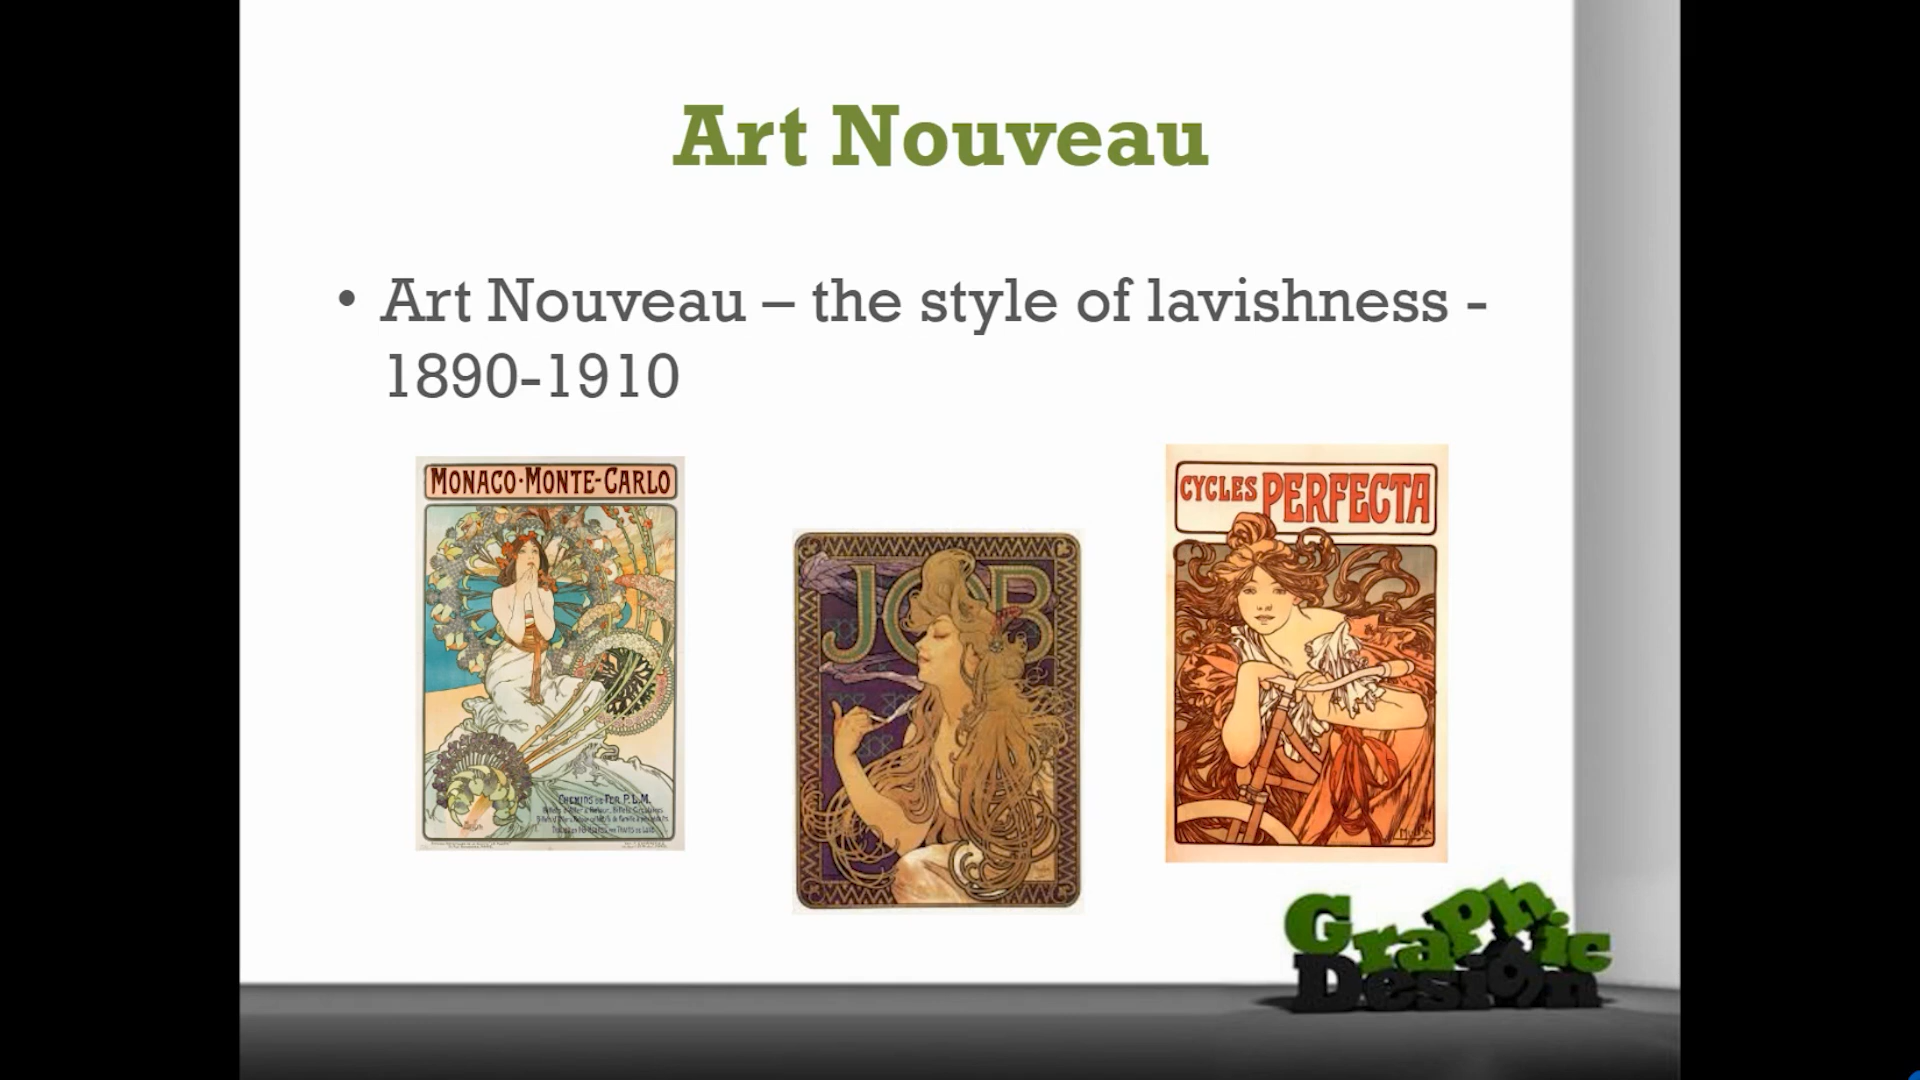 Art Nouveau
• Art Nouveau – the style of lavishness -
1890-1910
MONACO·MONTE-CARLO
CHEMINS DE FER P.L.M.
JOB
CYCLES PERFECTA
Mucha
Graphic
Design